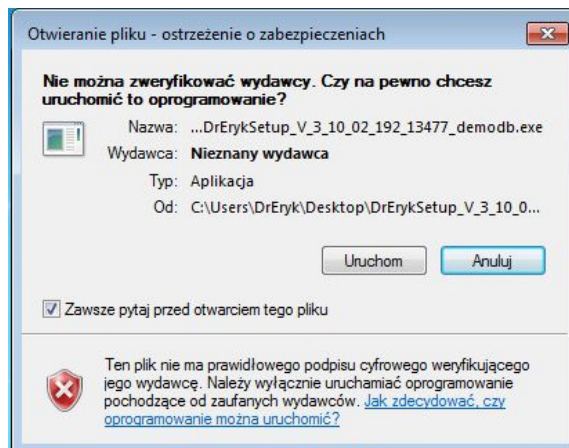 Otwieranie pliku - ostrzeżenie o zabezpieczeniach
Nie można zweryfikować wydawcy. Czy na pewno chcesz
uruchomić to oprogramowanie?
Nazwa: ...DrErykSetup_V_3_10_02_192_13477_demodb.exe
Wydawca: Nieznany wydawca
Typ: Aplikacja
Od: C:\Users\DrEryk\Desktop\DrErykSetup_V_3_10_0...
Uruchom Anuluj
Zawsze pytaj przed otwarciem tego pliku
Ten plik nie ma prawidłowego podpisu cyfrowego weryfikującego
jego wydawcę. Należy wyłącznie uruchamiać oprogramowanie
pochodzące od zaufanych wydawców. Jak zdecydować, czy
oprogramowanie można uruchomić?